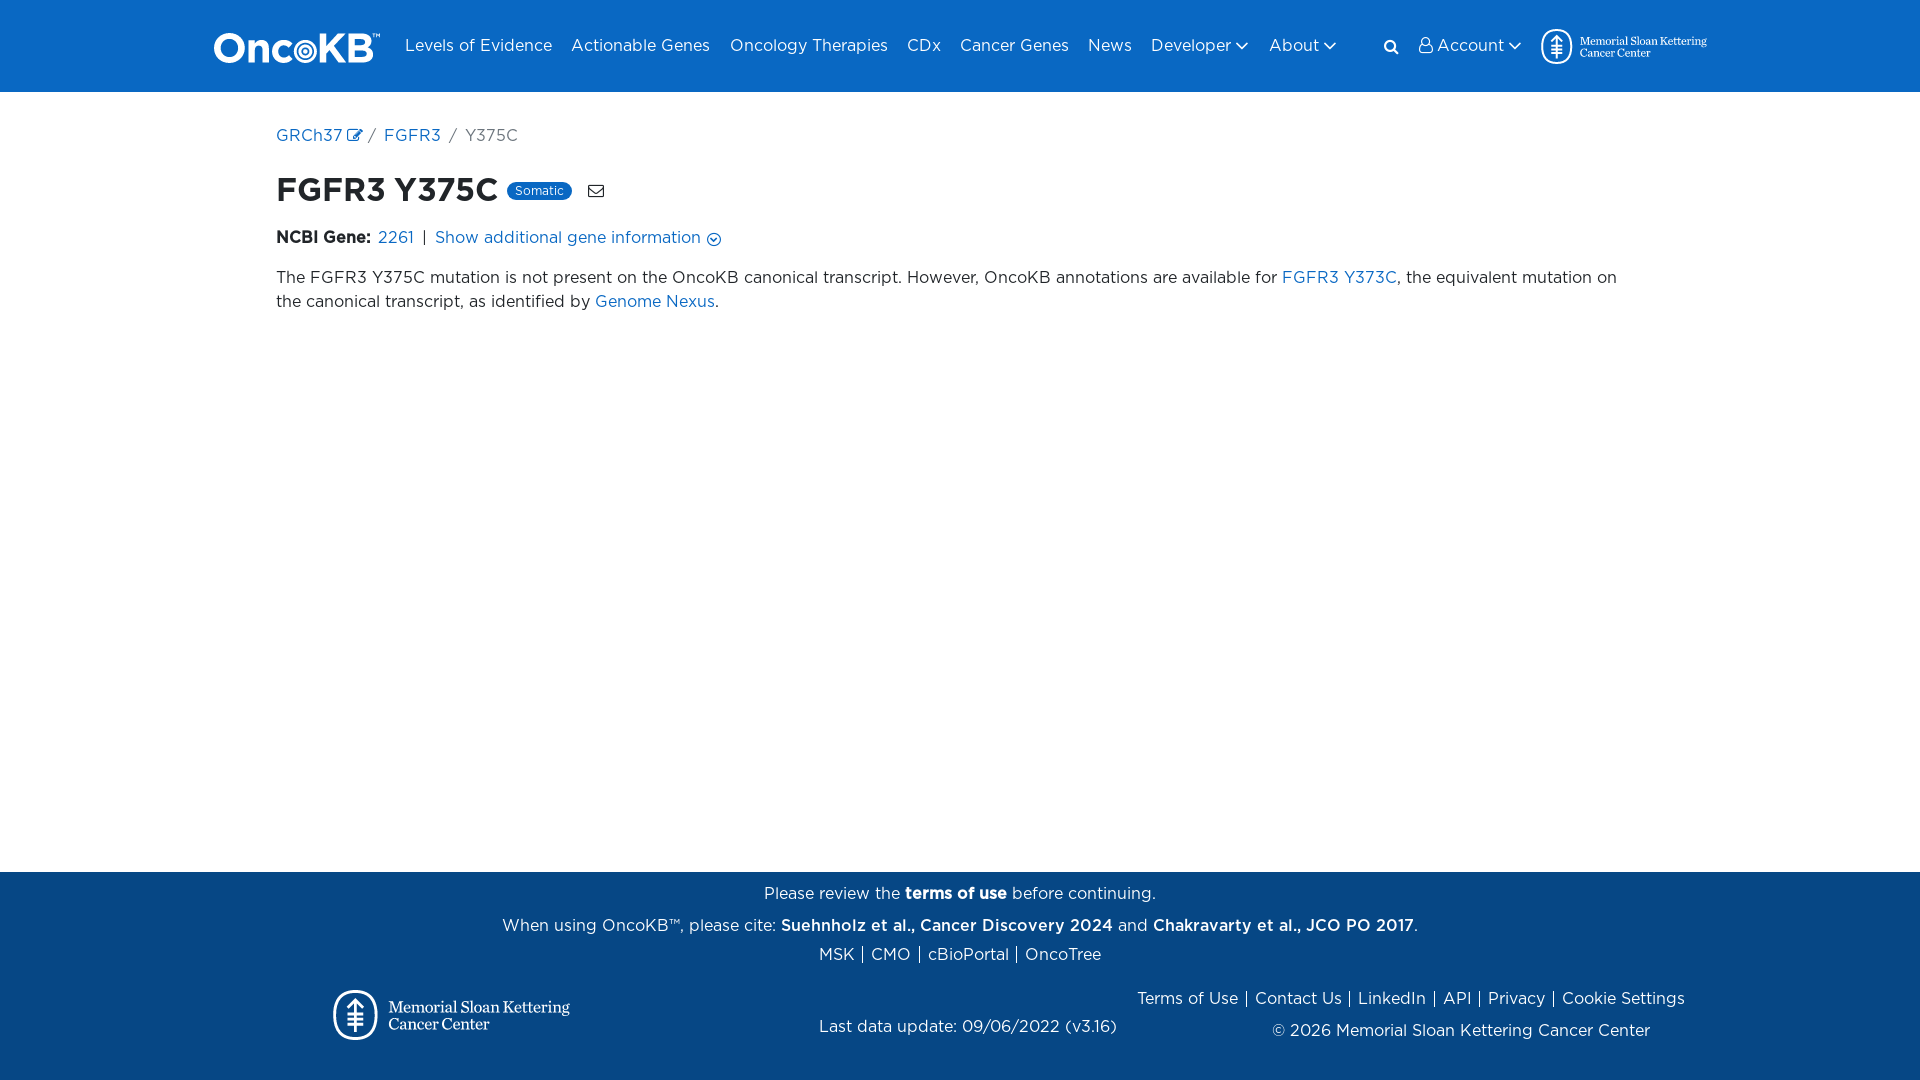 OncoKB™ Levels of Evidence Actionable Genes Oncology Therapies CDx Cancer Genes News Developer About Account Memorial Sloan Kettering
Cancer Center
GRCh37 / FGFR3 / Y375C
FGFR3 Y375C Somatic
NCBI Gene: 2261 | Show additional gene information
The FGFR3 Y375C mutation is not present on the OncoKB canonical transcript. However, OncoKB annotations are available for FGFR3 Y373C, the equivalent mutation on
the canonical transcript, as identified by Genome Nexus.
Please review the terms of use before continuing.
When using OncoKB™, please cite: Suehnholz et al., Cancer Discovery 2024 and Chakravarty et al., JCO PO 2017.
MSK | CMO | cBioPortal | OncoTree
Memorial Sloan Kettering
Cancer Center
Last data update: 09/06/2022 (v3.16)
Terms of Use | Contact Us | LinkedIn | API | Privacy | Cookie Settings
© 2026 Memorial Sloan Kettering Cancer Center